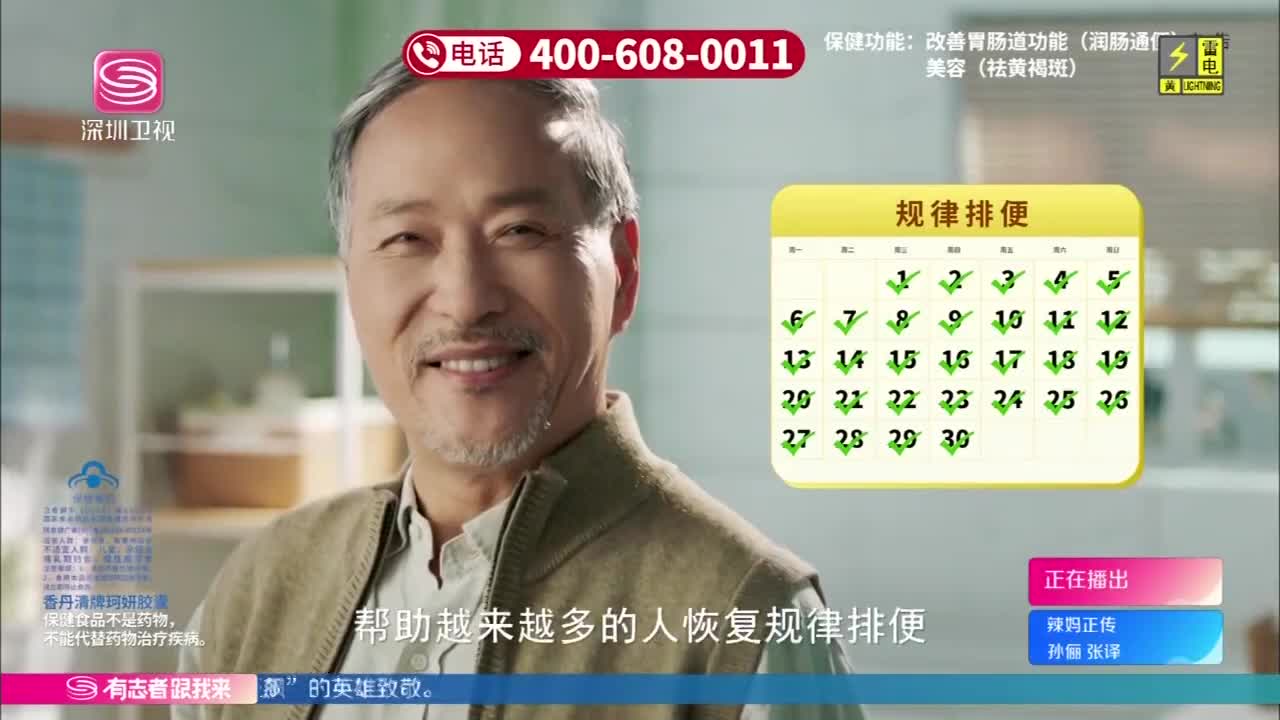 电话 400-608-0011
保健功能：改善胃肠道功能（润肠通便）
美容（祛黄褐斑）
雷电
黄 LIGHTNING
深圳卫视
规律排便
周一 周二 周三 周四 周五 周六 周日
1 2 3 4 5
6 7 8 9 10 11 12
13 14 15 16 17 18 19
20 21 22 23 24 25 26
27 28 29 30
香丹清牌珂妍胶囊
保健食品不是药物，
不能代替药物治疗疾病。
帮助越来越多的人恢复规律排便
正在播出
辣妈正传
孙俪 张译
有志者跟我来 飙”的英雄致敬。